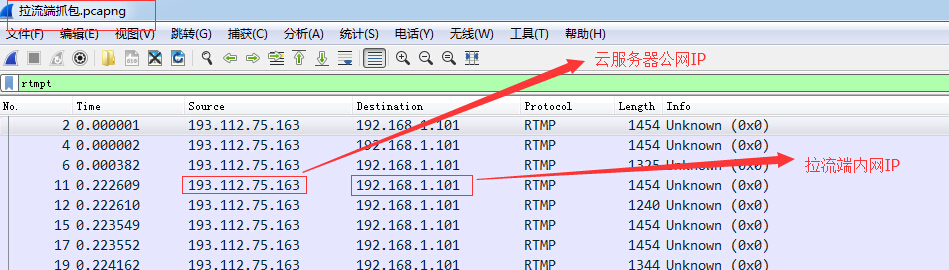 拉流端抓包.pcapng
文件(F) 编辑(E) 视图(V) 跳转(G) 捕获(C) 分析(A) 统计(S) 电话(Y) 无线(W) 工具(T) 帮助(H)
云服务器公网IP
rtmpt
No. Time Source Destination Protocol Length Info
2 0.000001 193.112.75.163 192.168.1.101 RTMP 1454 Unknown (0x0)
4 0.000002 193.112.75.163 192.168.1.101 RTMP 1454 Unknown (0x0)
6 0.000382 193.112.75.163 192.168.1.101 RTMP 1325 Unknown (0x0)
拉流端内网IP
11 0.222609 193.112.75.163 192.168.1.101 RTMP 1454 Unknown (0x0)
12 0.222610 193.112.75.163 192.168.1.101 RTMP 1240 Unknown (0x0)
15 0.223549 193.112.75.163 192.168.1.101 RTMP 1454 Unknown (0x0)
17 0.223552 193.112.75.163 192.168.1.101 RTMP 1454 Unknown (0x0)
19 0.224162 193.112.75.163 192.168.1.101 RTMP 1344 Unknown (0x0)